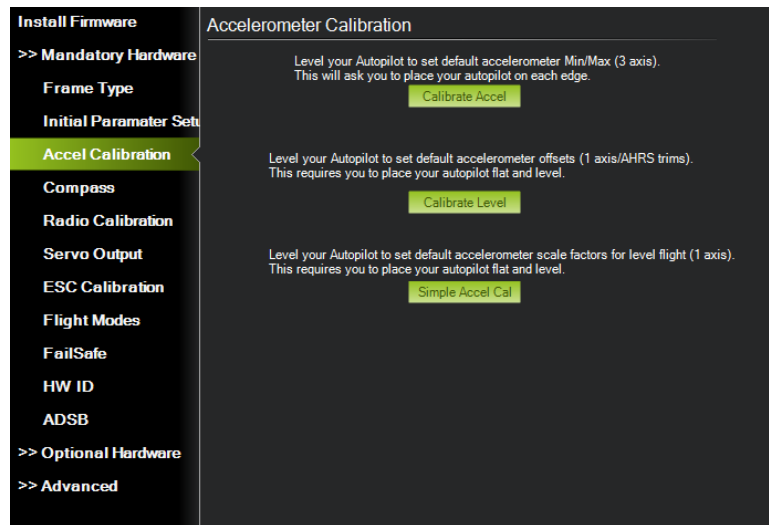 Install Firmware
>> Mandatory Hardware
Frame Type
Initial Paramater Setu
Accel Calibration
Compass
Radio Calibration
Servo Output
ESC Calibration
Flight Modes
FailSafe
HW ID
ADSB
>> Optional Hardware
>> Advanced
Accelerometer Calibration
Level your Autopilot to set default accelerometer Min/Max (3 axis).
This will ask you to place your autopilot on each edge.
Calibrate Accel
Level your Autopilot to set default accelerometer offsets (1 axis/AHRS trims).
This requires you to place your autopilot flat and level.
Calibrate Level
Level your Autopilot to set default accelerometer scale factors for level flight (1 axis).
This requires you to place your autopilot flat and level.
Simple Accel Cal